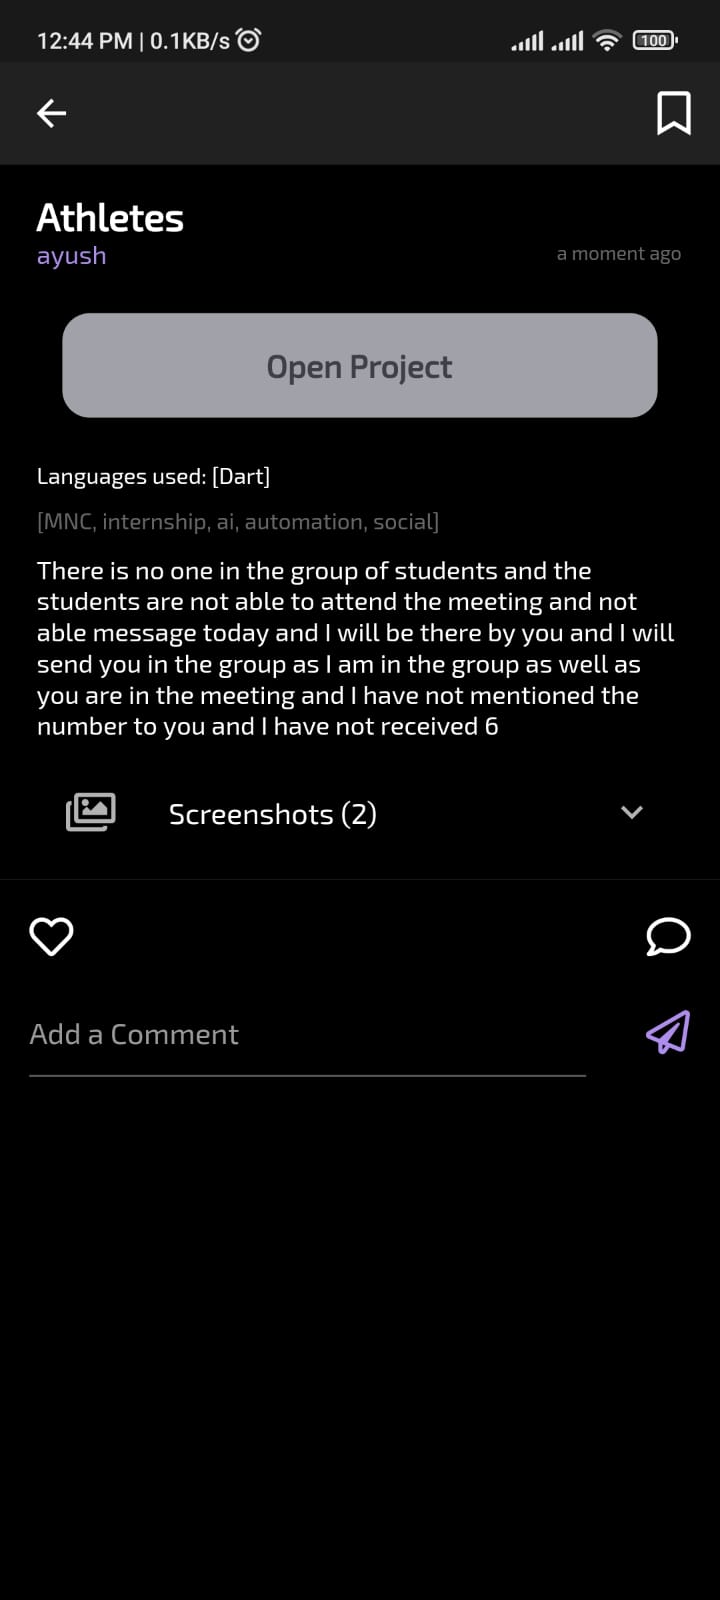 12:44 PM | 0.1KB/s
100
Athletes
ayush
a moment ago
Open Project
Languages used: [Dart]
[MNC, internship, ai, automation, social]
There is no one in the group of students and the
students are not able to attend the meeting and not
able message today and I will be there by you and I will
send you in the group as I am in the group as well as
you are in the meeting and I have not mentioned the
number to you and I have not received 6
Screenshots (2)
Add a Comment